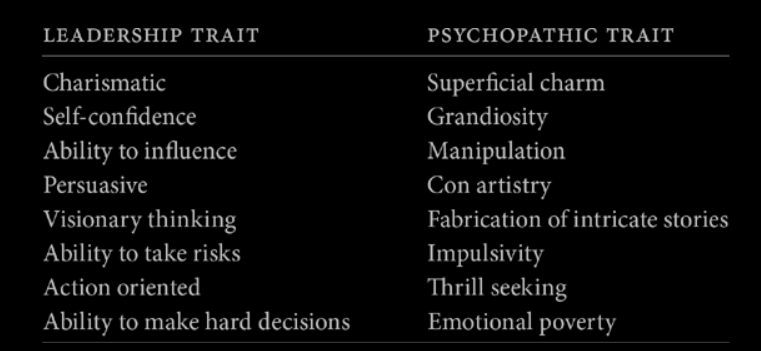 LEADERSHIP TRAIT PSYCHOPATHIC TRAIT
Charismatic Superficial charm
Self-confidence Grandiosity
Ability to influence Manipulation
Persuasive Con artistry
Visionary thinking Fabrication of intricate stories
Ability to take risks Impulsivity
Action oriented Thrill seeking
Ability to make hard decisions Emotional poverty